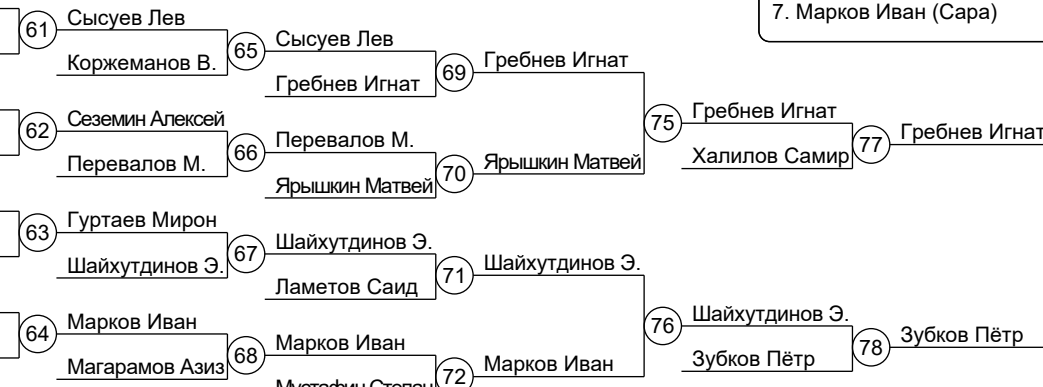 7. Марков Иван (Сара)
61
Сысуев Лев
Коржеманов В.
65
Сысуев Лев
Гребнев Игнат
69
Гребнев Игнат
62
Сеземин Алексей
Перевалов М.
66
Перевалов М.
Ярышкин Матвей
70
Ярышкин Матвей
75
Гребнев Игнат
Халилов Самир
77
Гребнев Игнат
63
Гуртаев Мирон
Шайхутдинов Э.
67
Шайхутдинов Э.
Ламетов Саид
71
Шайхутдинов Э.
64
Марков Иван
Магарамов Азиз
68
Марков Иван
Мустафин Степан
72
Марков Иван
76
Шайхутдинов Э.
Зубков Пётр
78
Зубков Пётр